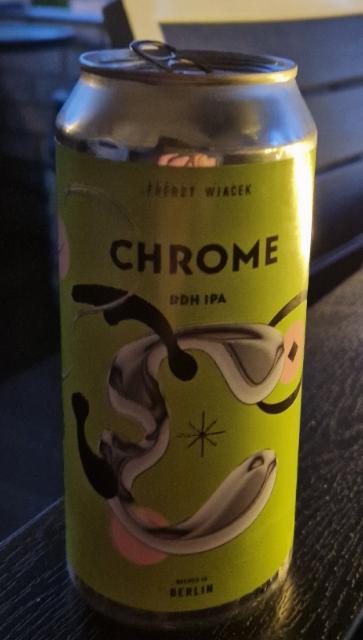 FUERST WIACEK
CHROME
DDH IPA
BREWED IN
BERLIN